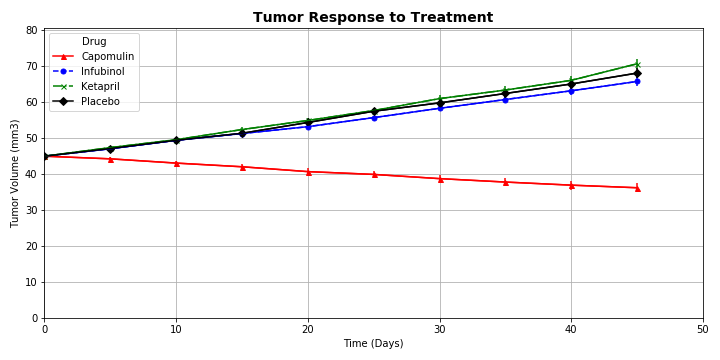 Tumor Response to Treatment
Drug
Capomulin
Infubinol
Ketapril
Placebo
Tumor Volume (mm3)
80
70
60
50
40
30
20
10
0
0 10 20 30 40 50
Time (Days)